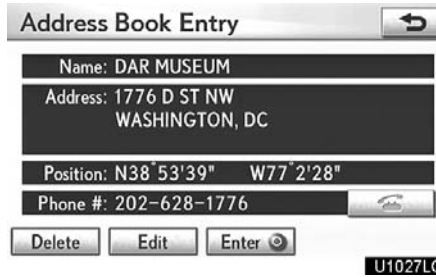 Address Book Entry
Name: DAR MUSEUM
Address: 1776 D ST NW
WASHINGTON, DC
Position: N38°53'39" W77°2'28"
Phone #: 202-628-1776
Delete Edit Enter
U1027LG